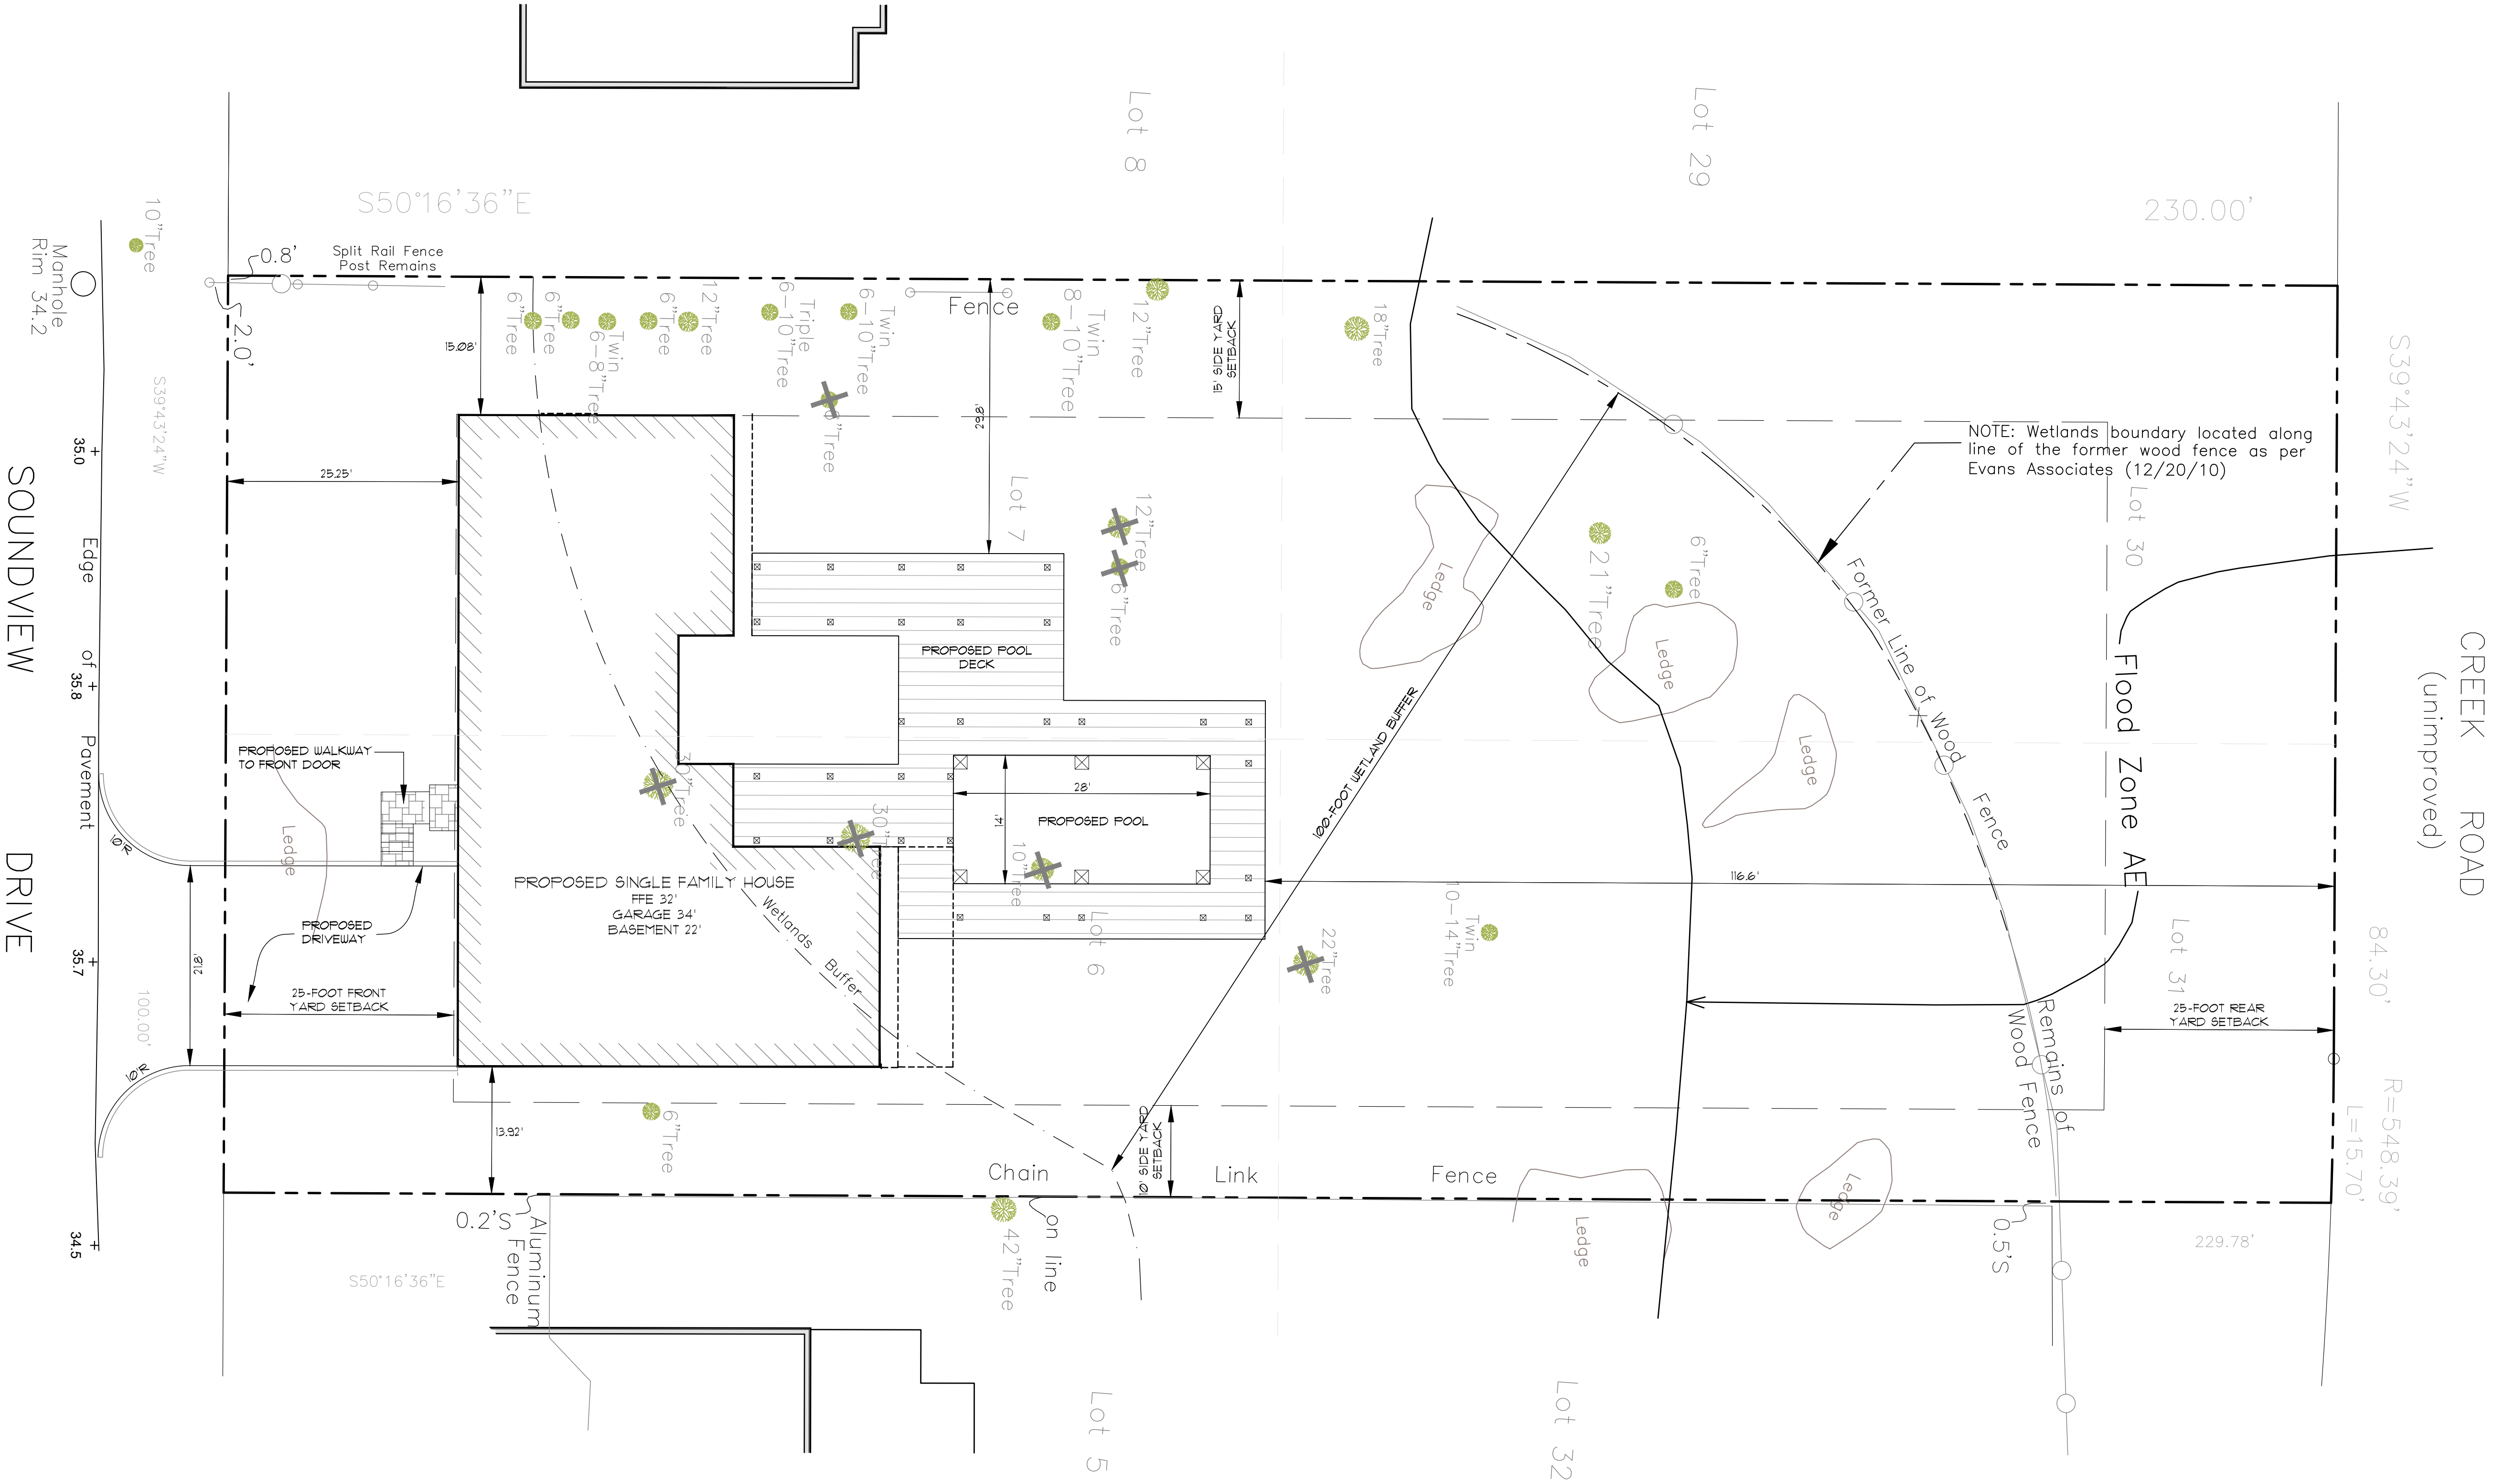 S50°16'36"E
Lot 8
Lot 29
230.00'
10"Tree
Manhole
Rim 34.2
0.8'
2.0'
Split Rail Fence
Post Remains
15.08'
6"Tree
6"Tree
Twin
6-8"Tree
6"Tree
12"Tree
Triple
6-10"Tree
Twin
6-10"Tree
Fence
Twin
8-10"Tree
12"Tree
15' SIDE YARD
SETBACK
18"Tree
29.8'
S39°43'24"W
S39°43'24"W
NOTE: Wetlands boundary located along
line of the former wood fence as per
Evans Associates (12/20/10)
35.0
25.25'
Lot 7
12"Tree
6"Tree
Ledge
21"Tree
6"Tree
Ledge
Lot 30
Former Line of Wood Fence
Flood Zone AE
CREEK ROAD
(unimproved)
SOUNDVIEW DRIVE
Edge of Pavement
35.8
PROPOSED POOL
DECK
100-FOOT WETLAND BUFFER
Ledge
PROPOSED WALKWAY
TO FRONT DOOR
Ledge
10'R
32"Tree
30"Tree
28'
14'
PROPOSED POOL
10"Tree
PROPOSED SINGLE FAMILY HOUSE
FFE 32'
GARAGE 34'
BASEMENT 22'
Wetlands
Buffer
116.6'
Lot 6
22"Tree
Twin
10-14"Tree
PROPOSED
DRIVEWAY
21.8'
35.7
100.00'
25-FOOT FRONT
YARD SETBACK
Lot 31
84.30'
25-FOOT REAR
YARD SETBACK
Remains of
Wood Fence
R=548.39'
L=15.70'
10'R
13.92'
6"Tree
10' SIDE YARD
SETBACK
Chain Link Fence
34.5
0.2'S
Aluminum
Fence
42"Tree
on line
Ledge
Ledge
0.5'S
229.78'
S50°16'36"E
Lot 5
Lot 32